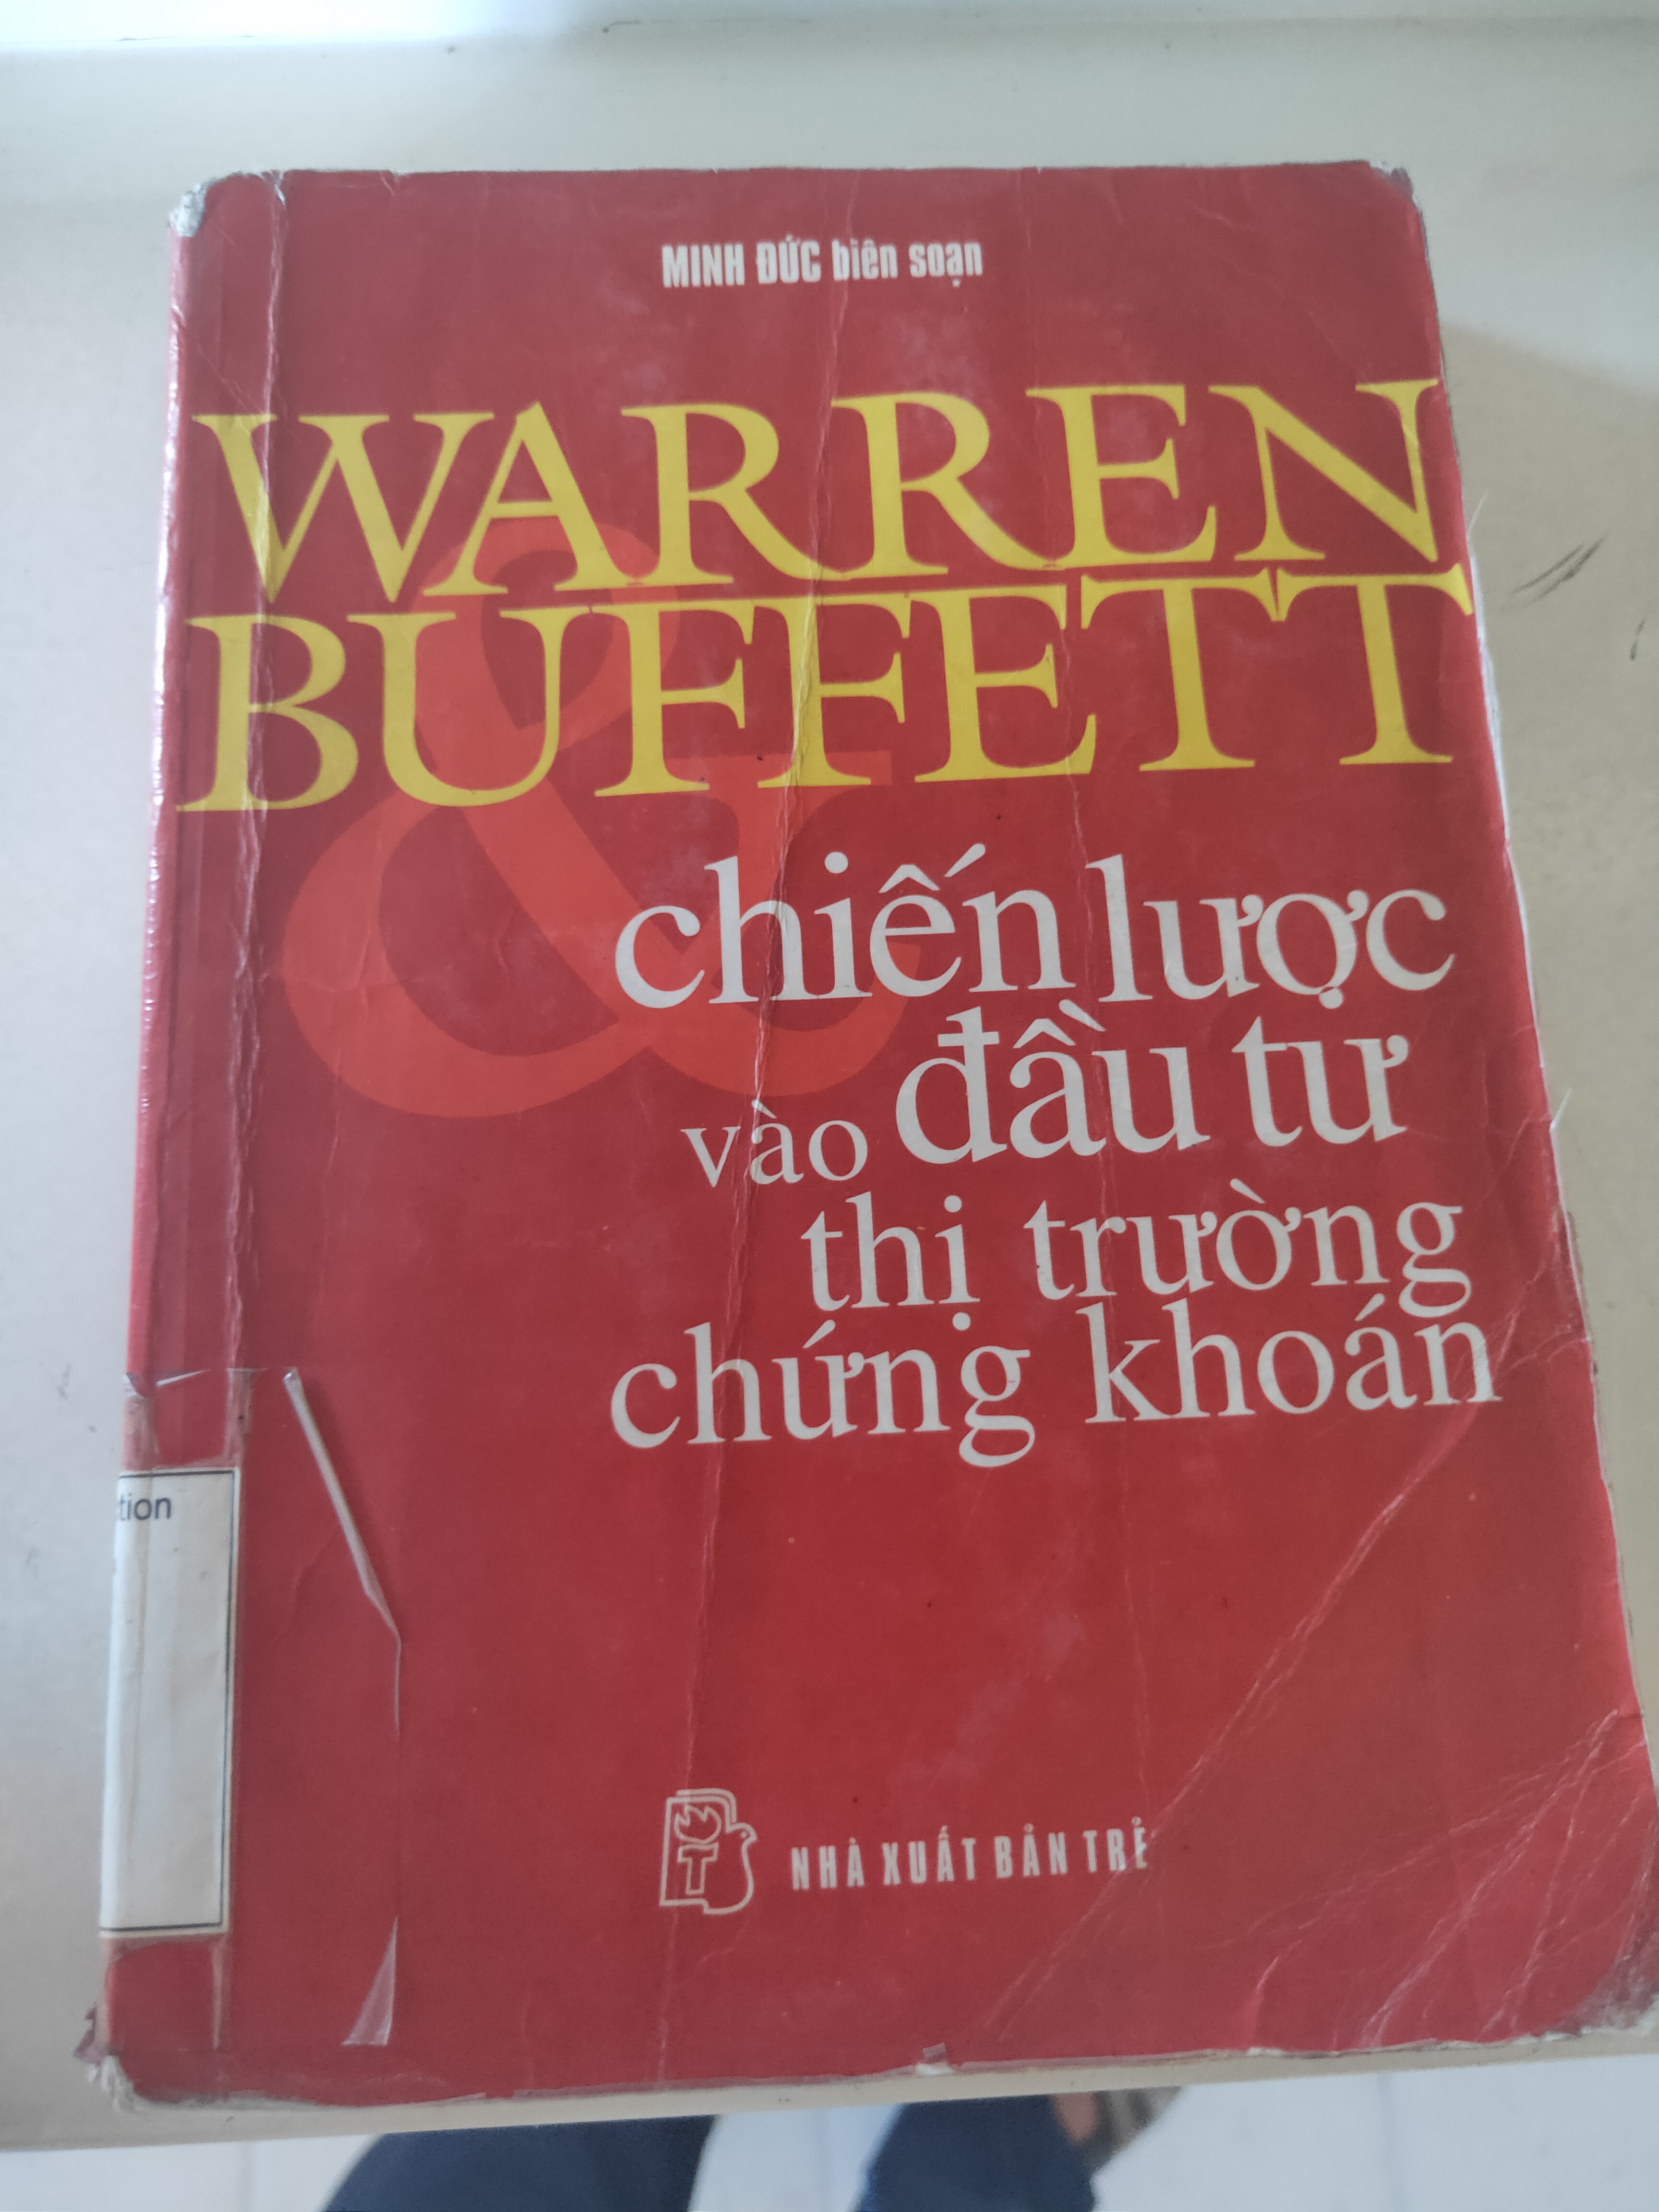 MINH ĐỨC biên soạn
WARREN
BUFFETT
&
chiến lược
vào đầu tư
thị trường
chứng khoán
NHÀ XUẤT BẢN TRẺ
T